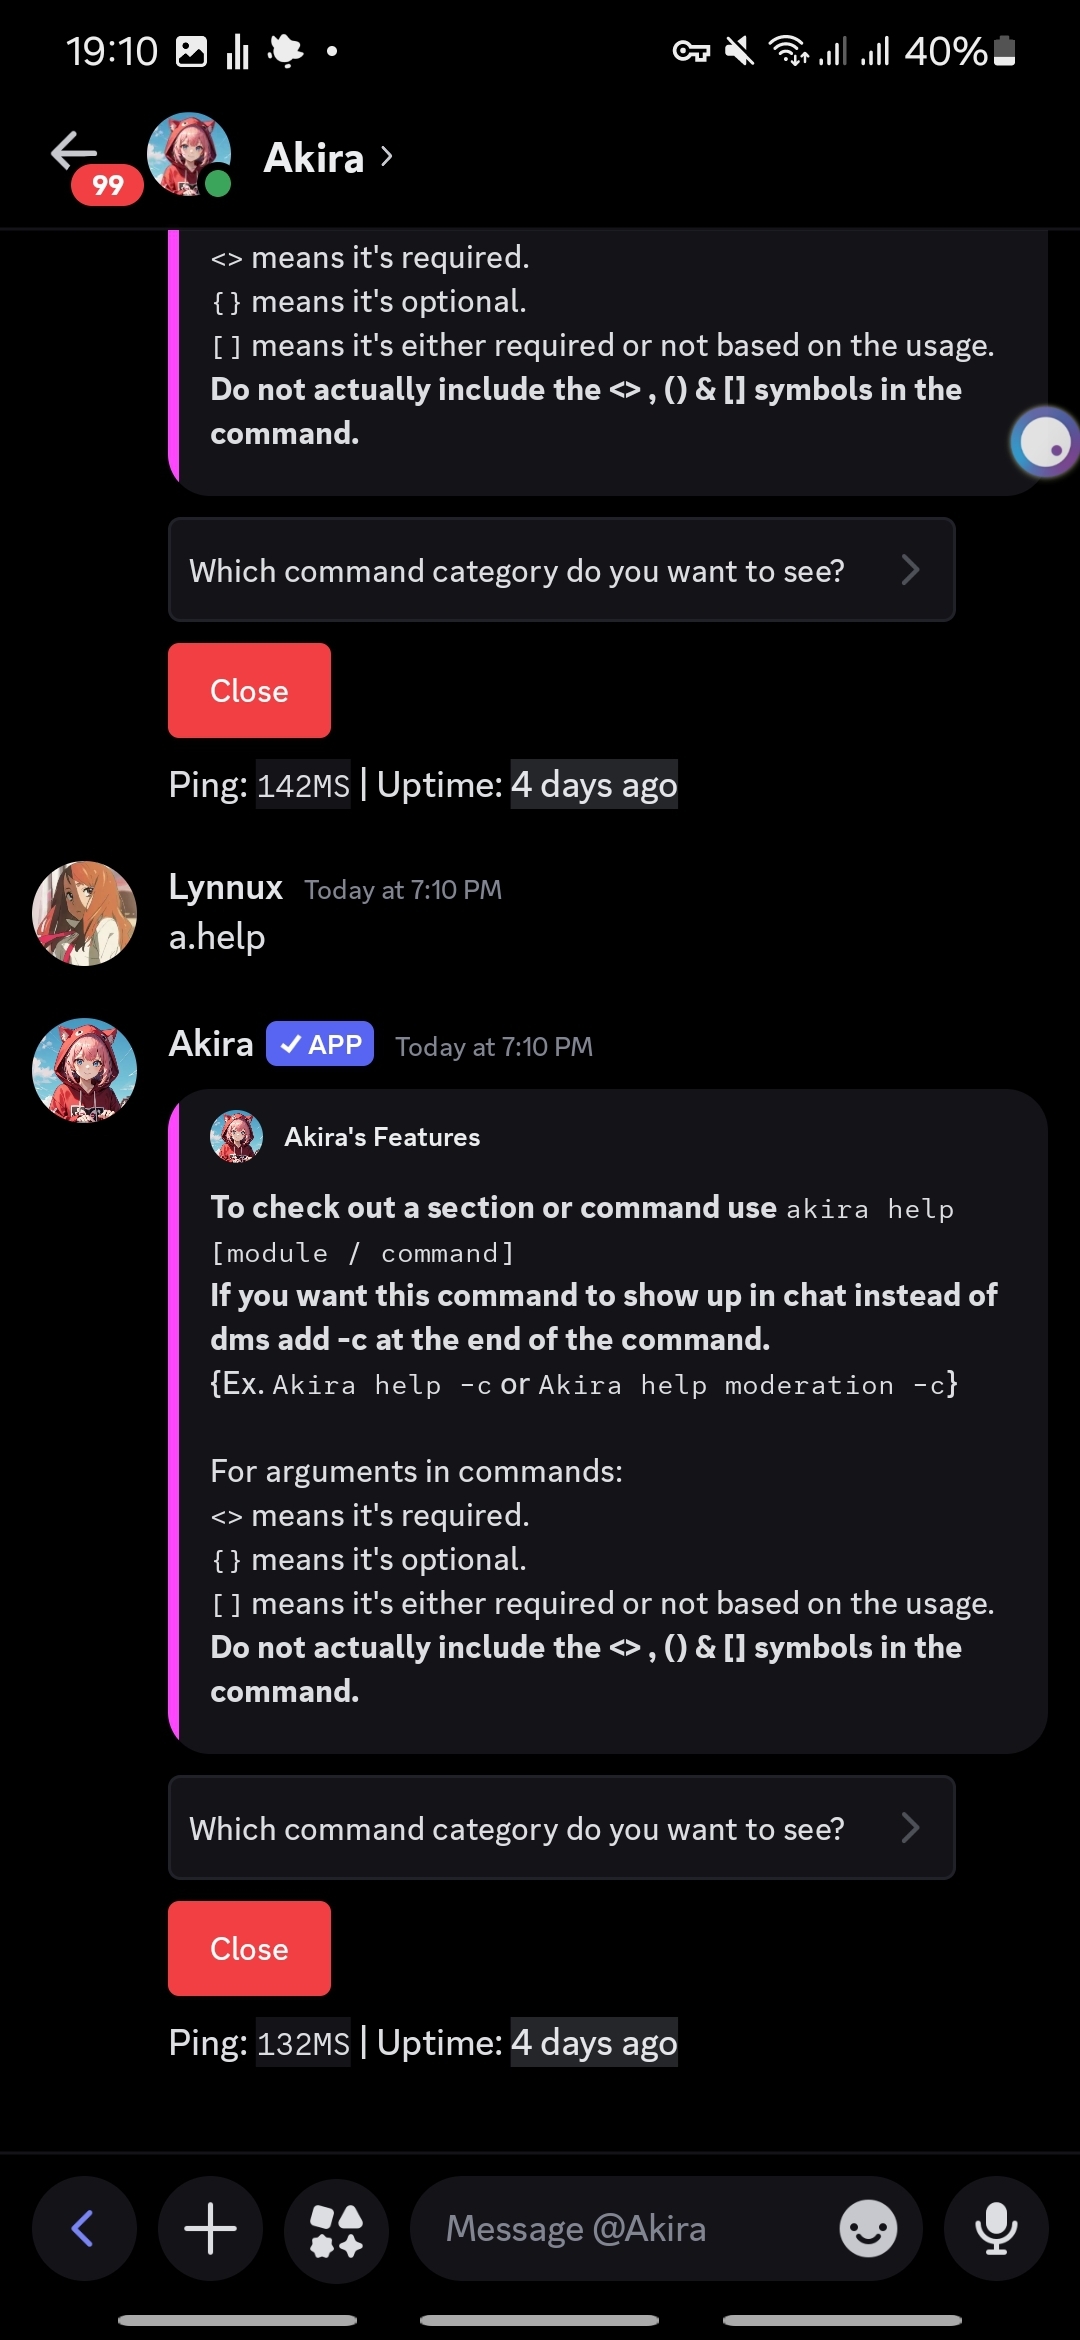 19:10
40%
99
Akira
<> means it's required.
{} means it's optional.
[] means it's either required or not based on the usage.
Do not actually include the <> , () & [] symbols in the
command.
Which command category do you want to see?
Close
Ping: 142MS | Uptime: 4 days ago
Lynnux Today at 7:10 PM
a.help
Akira ✓ APP Today at 7:10 PM
Akira's Features
To check out a section or command use akira help
[module / command]
If you want this command to show up in chat instead of
dms add -c at the end of the command.
{Ex. Akira help -c or Akira help moderation -c}
For arguments in commands:
<> means it's required.
{} means it's optional.
[] means it's either required or not based on the usage.
Do not actually include the <> , () & [] symbols in the
command.
Which command category do you want to see?
Close
Ping: 132MS | Uptime: 4 days ago
Message @Akira